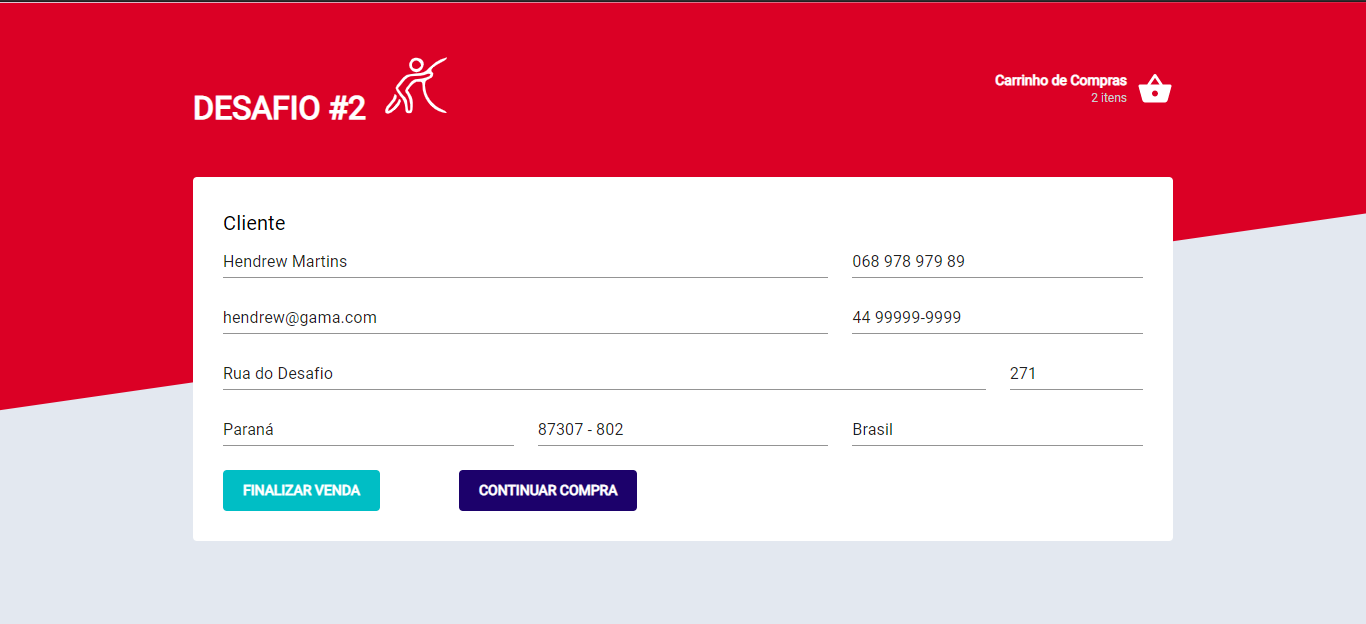 DESAFIO #2
Carrinho de Compras
2 itens
Cliente
Hendrew Martins
068 978 979 89
hendrew@gama.com
44 99999-9999
Rua do Desafio
271
Paraná
87307 - 802
Brasil
FINALIZAR VENDA
CONTINUAR COMPRA